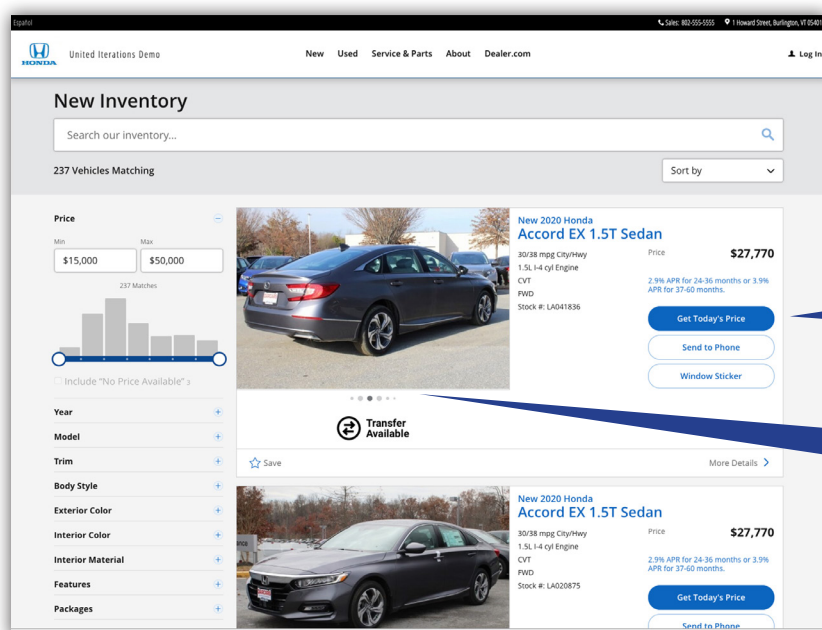 Español
Sales: 802-555-5555
1 Howard Street, Burlington, VT 05401
HONDA
United Iterations Demo
New Used Service & Parts About Dealer.com
Log In
New Inventory
Search our inventory...
237 Vehicles Matching
Sort by
Price
Min Max
$15,000 $50,000
237 Matches
Include "No Price Available"
Year
Model
Trim
Body Style
Exterior Color
Interior Color
Interior Material
Features
Packages
New 2020 Honda
Accord EX 1.5T Sedan
30/38 mpg City/Hwy
1.5L I-4 cyl Engine
CVT
FWD
Stock #: LA041836
Price $27,770
2.9% APR for 24-36 months or 3.9%
APR for 37-60 months.
Get Today's Price
Send to Phone
Window Sticker
Transfer
Available
Save
More Details
New 2020 Honda
Accord EX 1.5T Sedan
30/38 mpg City/Hwy
1.5L I-4 cyl Engine
CVT
FWD
Stock #: LA020875
Price $27,770
2.9% APR for 24-36 months or 3.9%
APR for 37-60 months.
Get Today's Price
Send to Phone